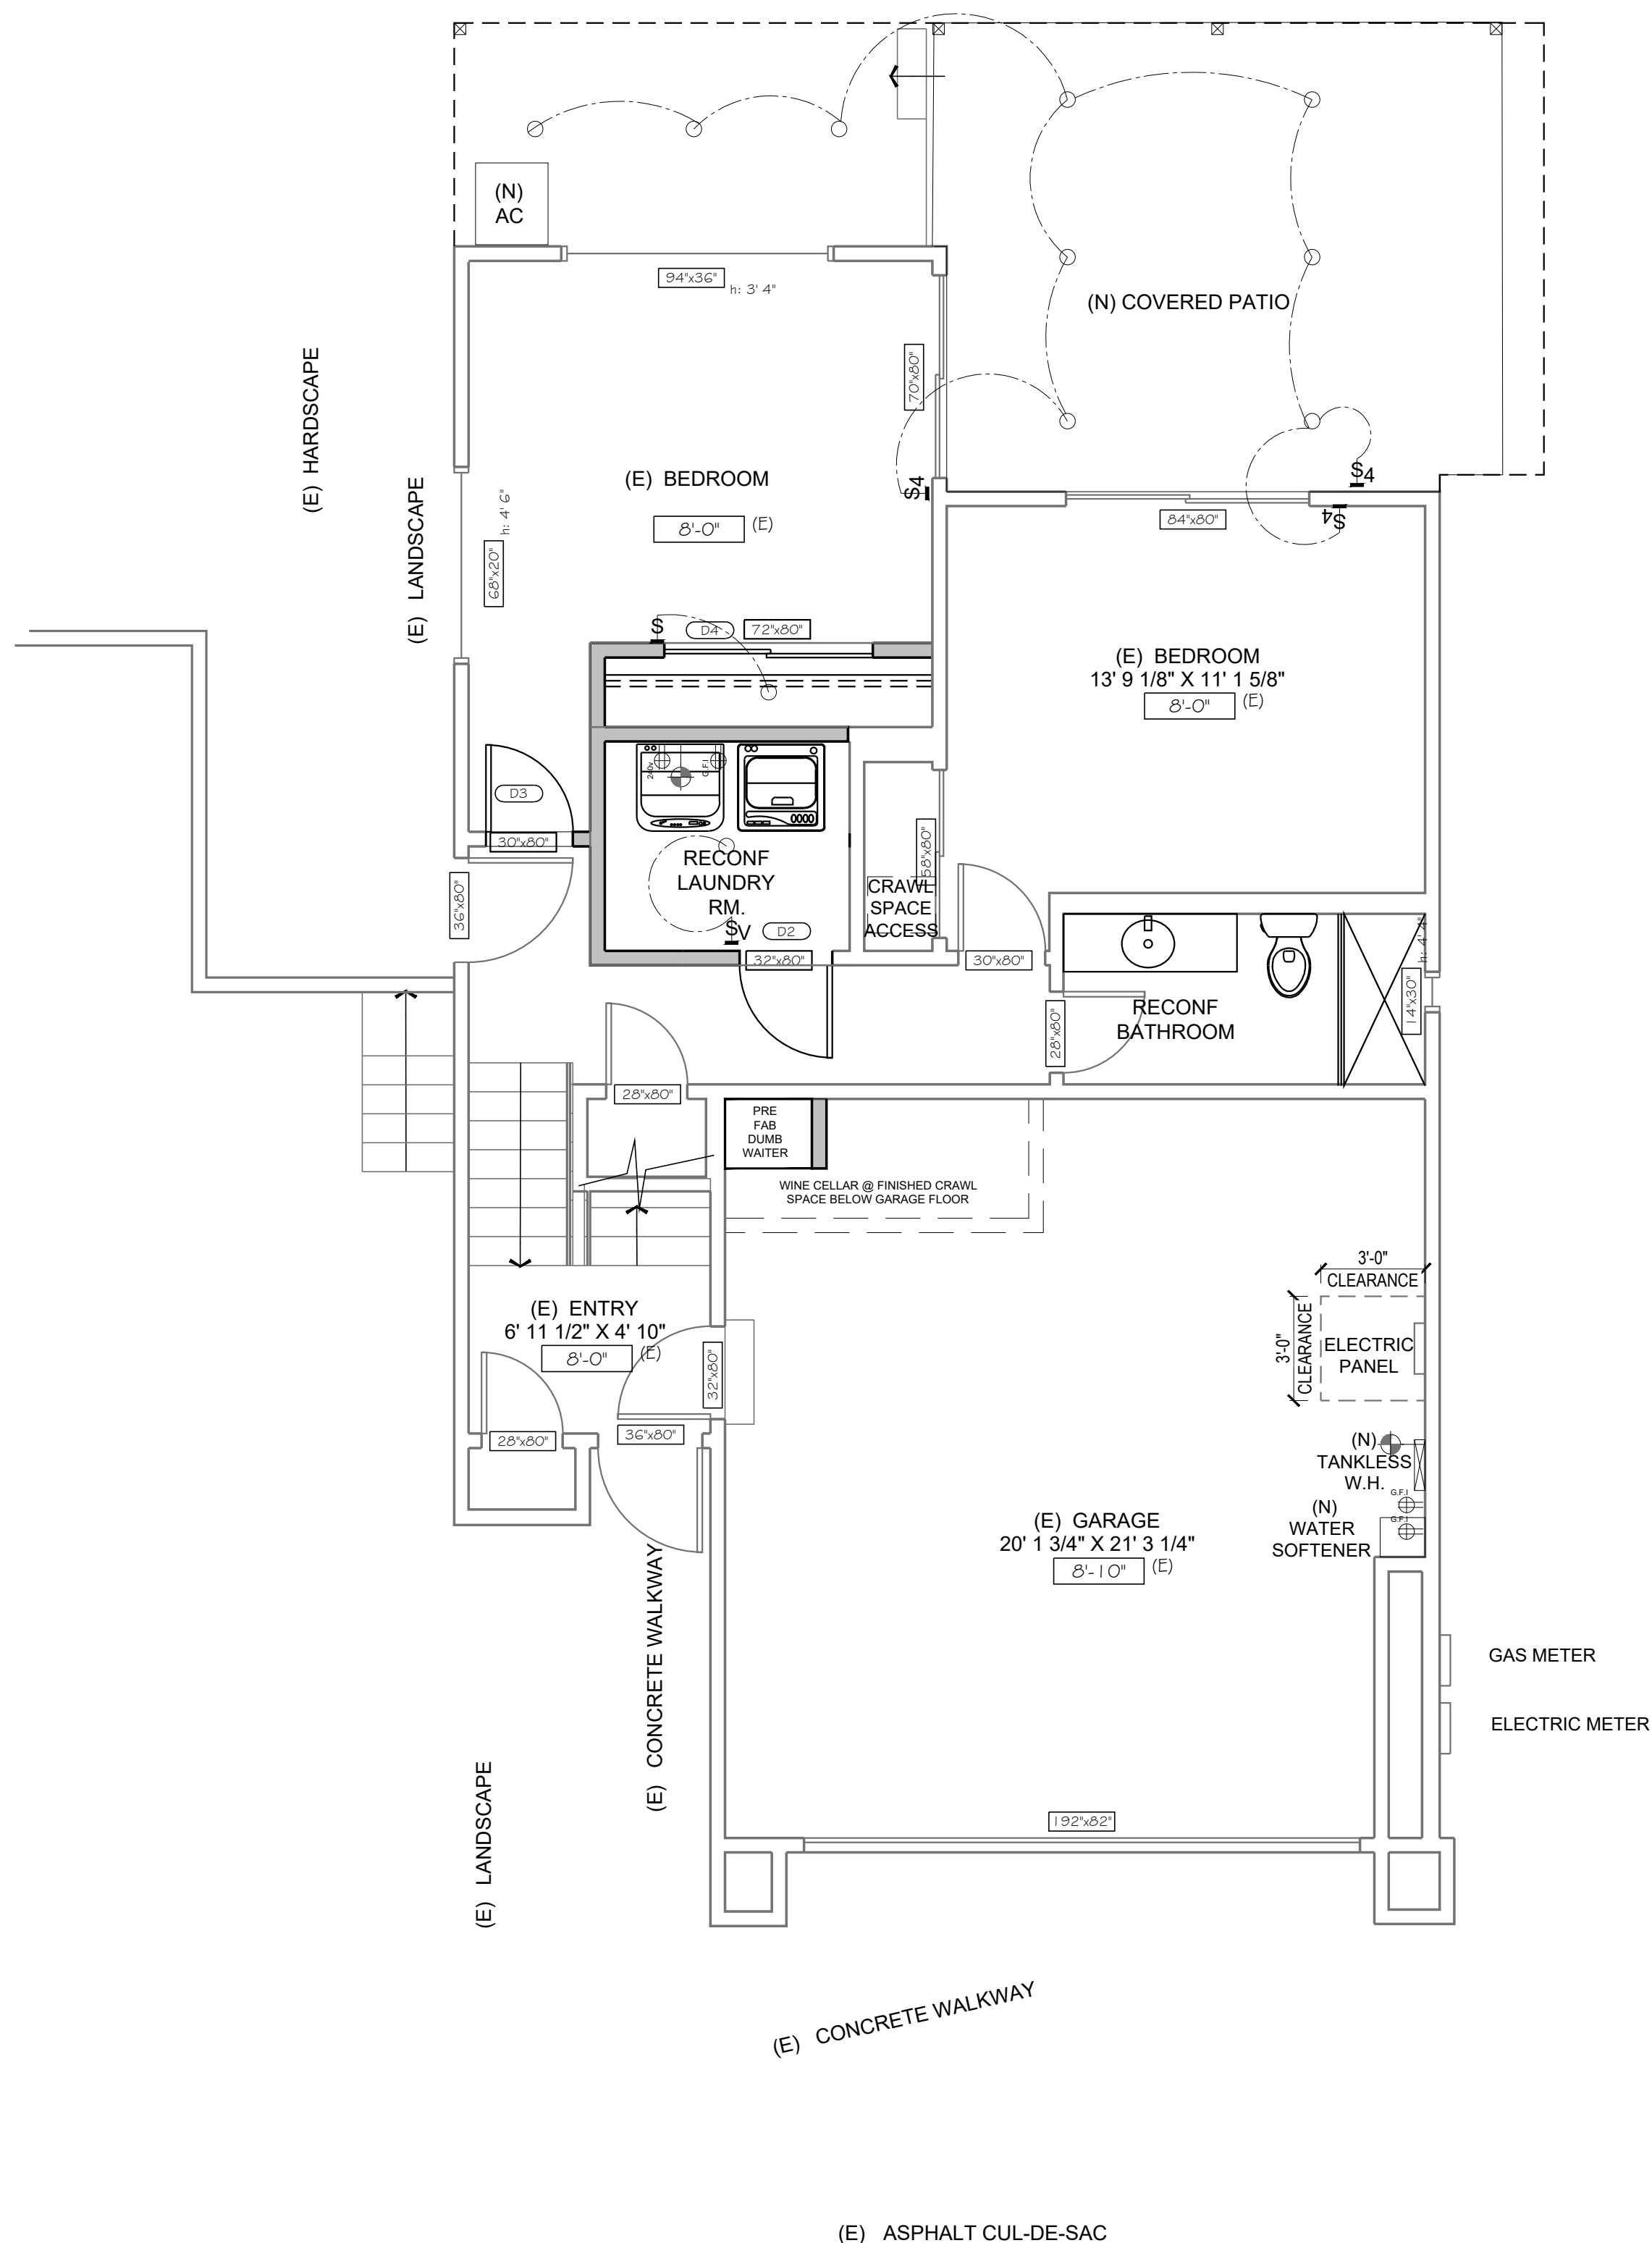 (N)
AC
94"x36"
h: 3' 4"
(N) COVERED PATIO
(E) HARDSCAPE
70"x80"
(E) LANDSCAPE
h: 4' 6"
68"x20"
(E) BEDROOM
8'-0" (E)
$4
$4
$4
84"x80"
$
D4
72"x80"
(E) BEDROOM
13' 9 1/8" X 11' 1 5/8"
8'-0" (E)
240v
G.F.I
D3
30"x80"
36"x80"
RECONF
LAUNDRY
RM.
$V
D2
32"x80"
58"x80"
CRAWL
SPACE
ACCESS
30"x80"
h: 4' 4"
14"x30"
28"x80"
RECONF
BATHROOM
28"x80"
PRE
FAB
DUMB
WAITER
WINE CELLAR @ FINISHED CRAWL
SPACE BELOW GARAGE FLOOR
3'-0"
CLEARANCE
3'-0"
CLEARANCE
ELECTRIC
PANEL
(E) ENTRY
6' 11 1/2" X 4' 10"
8'-0" (E)
32"x80"
28"x80"
36"x80"
(N)
TANKLESS
W.H.
G.F.I
(N)
WATER
SOFTENER
G.F.I
(E) GARAGE
20' 1 3/4" X 21' 3 1/4"
8'-10" (E)
(E) CONCRETE WALKWAY
GAS METER
ELECTRIC METER
(E) LANDSCAPE
192"x82"
(E) CONCRETE WALKWAY
(E) ASPHALT CUL-DE-SAC